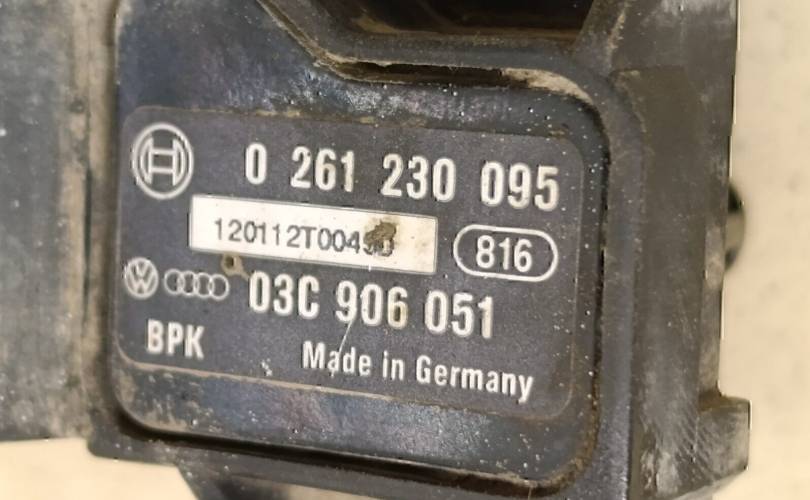 0 261 230 095
816
03C 906 051
BPK
Made in Germany